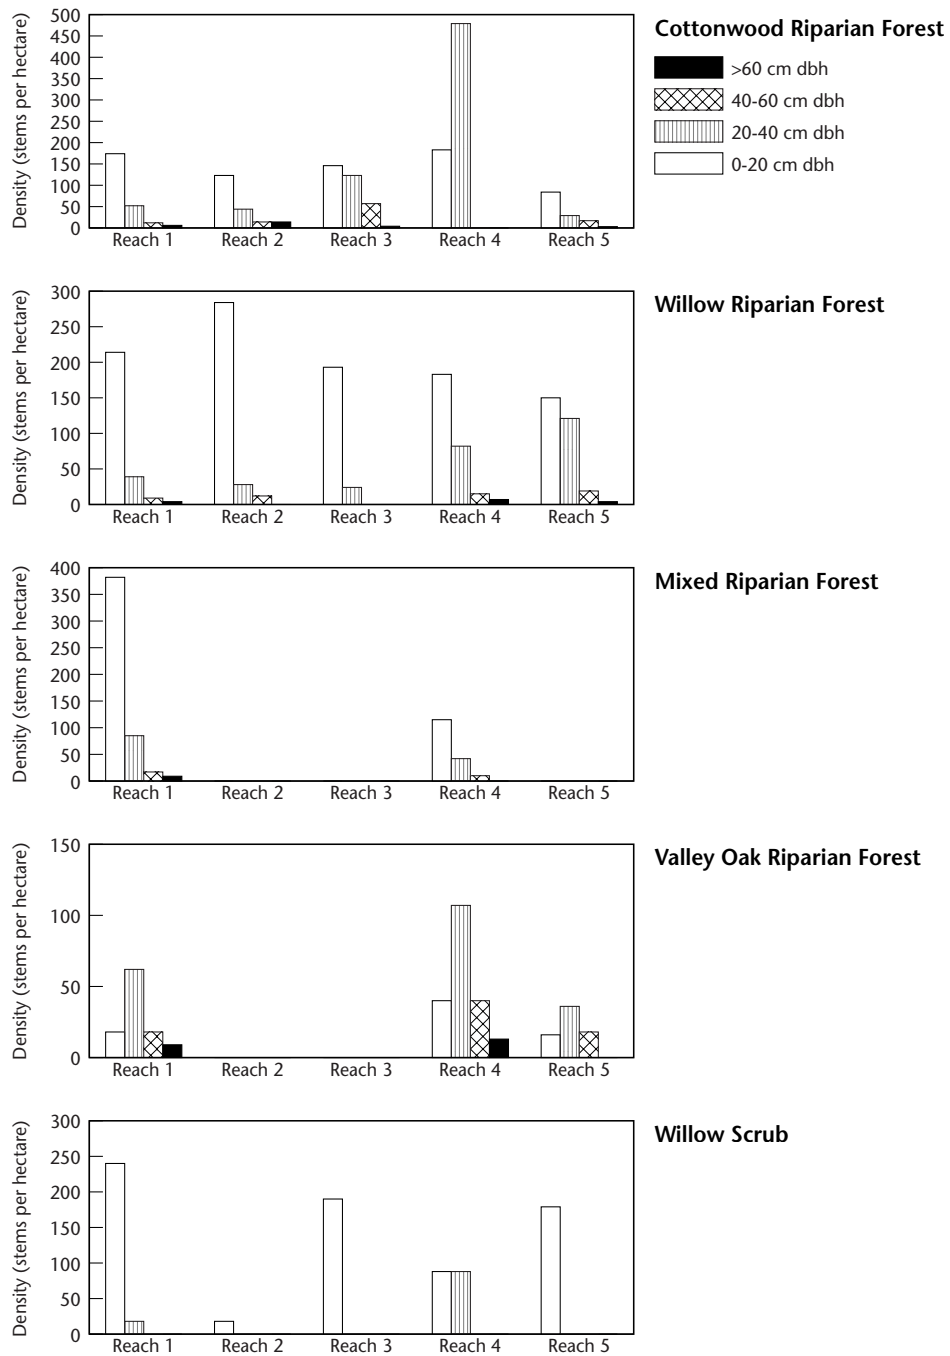 Density (stems per hectare)
500
450
400
350
300
250
200
150
100
50
0
Reach 1
Reach 2
Reach 3
Reach 4
Reach 5
Cottonwood Riparian Forest
>60 cm dbh
40-60 cm dbh
20-40 cm dbh
0-20 cm dbh
Density (stems per hectare)
300
250
200
150
100
50
0
Reach 1
Reach 2
Reach 3
Reach 4
Reach 5
Willow Riparian Forest
Density (stems per hectare)
400
350
300
250
200
150
100
50
0
Reach 1
Reach 2
Reach 3
Reach 4
Reach 5
Mixed Riparian Forest
Density (stems per hectare)
150
100
50
0
Reach 1
Reach 2
Reach 3
Reach 4
Reach 5
Valley Oak Riparian Forest
Density (stems per hectare)
300
250
200
150
100
50
0
Reach 1
Reach 2
Reach 3
Reach 4
Reach 5
Willow Scrub